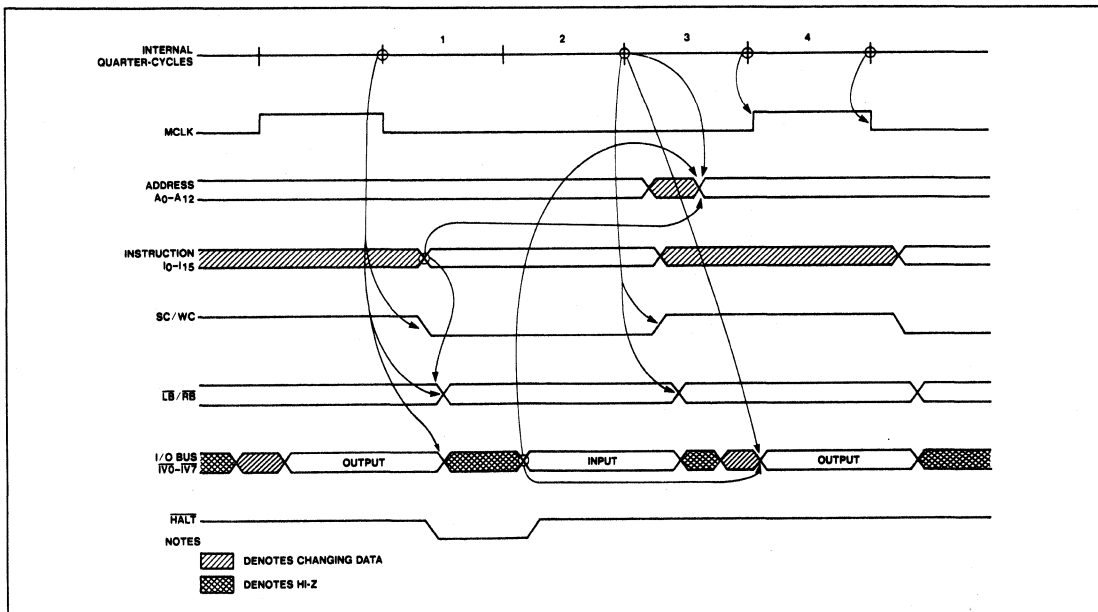 1 2 3 4
INTERNAL
QUARTER-CYCLES
MCLK
ADDRESS
A0–A12
INSTRUCTION
I0–I15
SC/WC
LB/RB
I/O BUS
IV0–IV7
OUTPUT INPUT OUTPUT
HALT
NOTES
DENOTES CHANGING DATA
DENOTES HI-Z